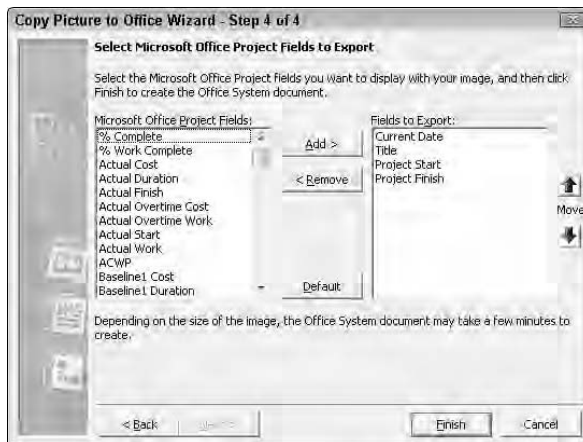 Copy Picture to Office Wizard - Step 4 of 4
Select Microsoft Office Project Fields to Export
Select the Microsoft Office Project fields you want to display with your image, and then click
Finish to create the Office System document.
Microsoft Office Project Fields:
% Complete
% Work Complete
Actual Cost
Actual Duration
Actual Finish
Actual Overtime Cost
Actual Overtime Work
Actual Start
Actual Work
ACWP
Baseline1 Cost
Baseline1 Duration
Add >
< Remove
Default
Fields to Export:
Current Date
Title
Project Start
Project Finish
Move
Depending on the size of the image, the Office System document may take a few minutes to
create.
< Back
Finish
Cancel